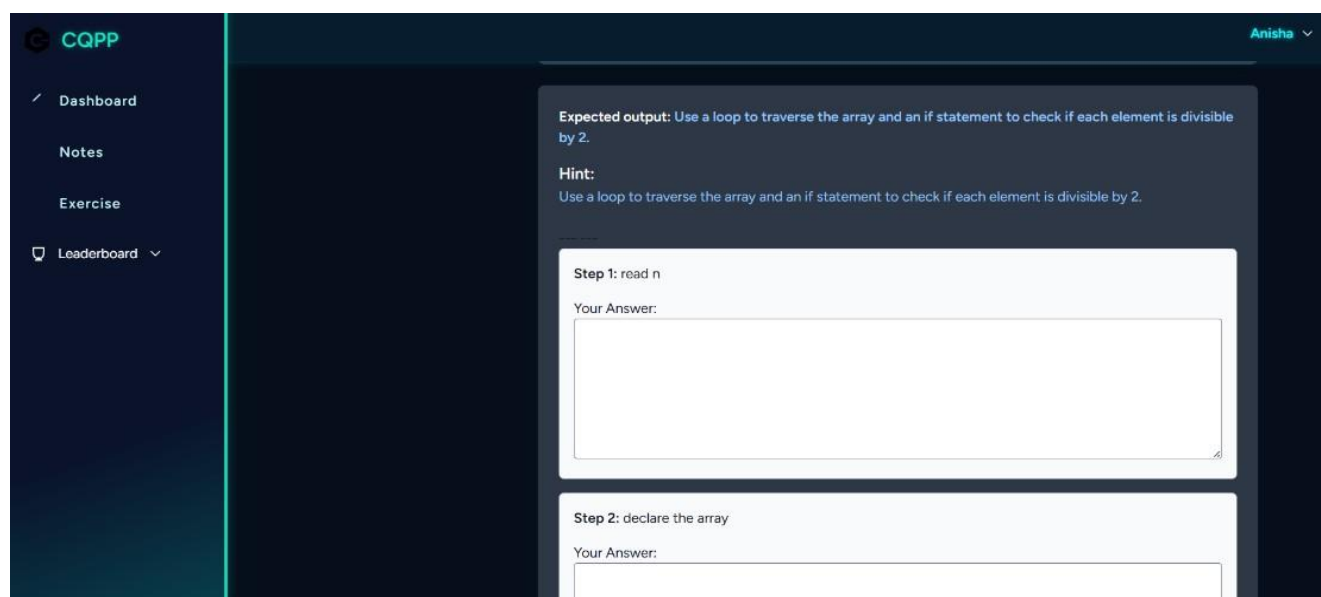 CQPP
Anisha
Dashboard
Notes
Exercise
Leaderboard
Expected output: Use a loop to traverse the array and an if statement to check if each element is divisible
by 2.
Hint:
Use a loop to traverse the array and an if statement to check if each element is divisible by 2.
Step 1: read n
Your Answer:
Step 2: declare the array
Your Answer: